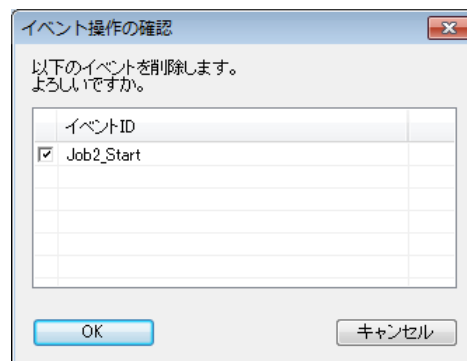 イベント操作の確認
以下のイベントを削除します。
よろしいですか。
イベントID
Job2_Start
OK
キャンセル